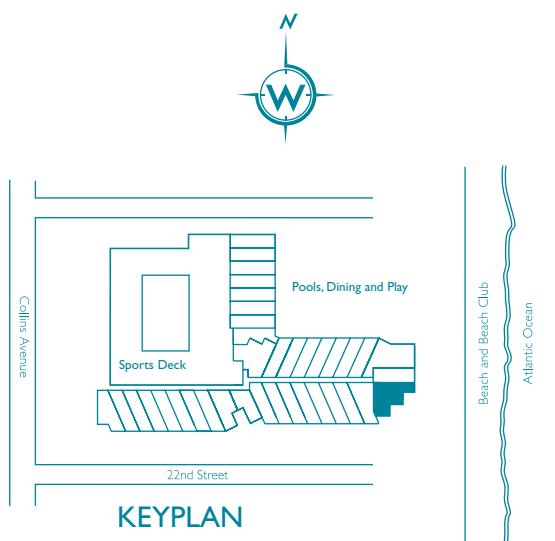 N
W
Pools, Dining and Play
Collins Avenue
Beach and Beach Club
Atlantic Ocean
Sports Deck
22nd Street
KEYPLAN